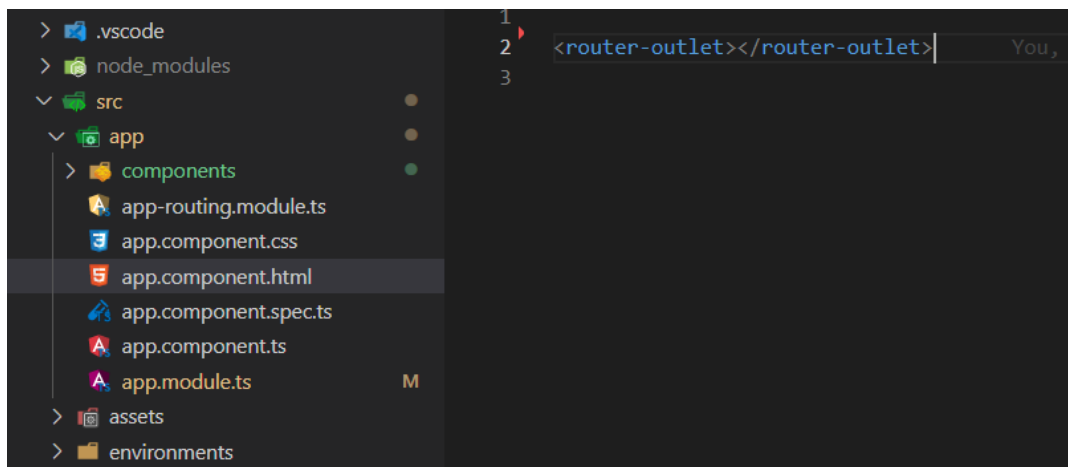 .vscode
node_modules
src
app
components
app-routing.module.ts
app.component.css
app.component.html
app.component.spec.ts
app.component.ts
app.module.ts M
assets
environments
1
2 <router-outlet></router-outlet> You,
3